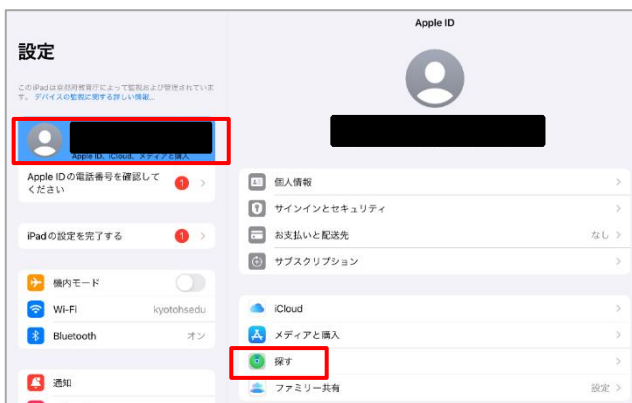 Apple ID
設定
このiPadは京都府教育庁によって監視および管理されていま
す。デバイスの監視に関する詳しい情報...
Apple ID、iCloud、メディアと購入
Apple IDの電話番号を確認して
ください
1
iPadの設定を完了する
1
機内モード
Wi-Fi
kyotohsedu
Bluetooth
オン
通知
個人情報
サインインとセキュリティ
お支払いと配送先
なし
サブスクリプション
iCloud
メディアと購入
探す
ファミリー共有
設定